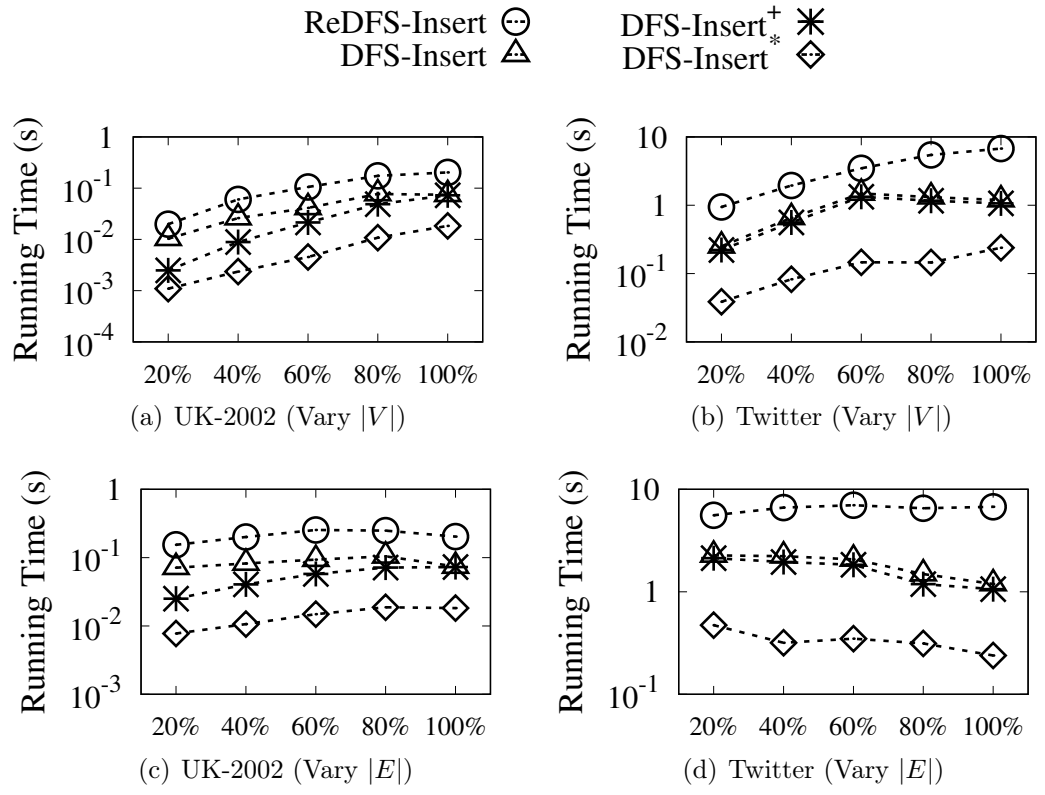 ReDFS-Insert
DFS-Insert
DFS-Insert⁺
DFS-Insert*
Running Time (s)
1
10⁻¹
10⁻²
10⁻³
10⁻⁴
20% 40% 60% 80% 100%
(a) UK-2002 (Vary |V|)
Running Time (s)
10
1
10⁻¹
10⁻²
20% 40% 60% 80% 100%
(b) Twitter (Vary |V|)
Running Time (s)
1
10⁻¹
10⁻²
10⁻³
20% 40% 60% 80% 100%
(c) UK-2002 (Vary |E|)
Running Time (s)
10
1
10⁻¹
20% 40% 60% 80% 100%
(d) Twitter (Vary |E|)